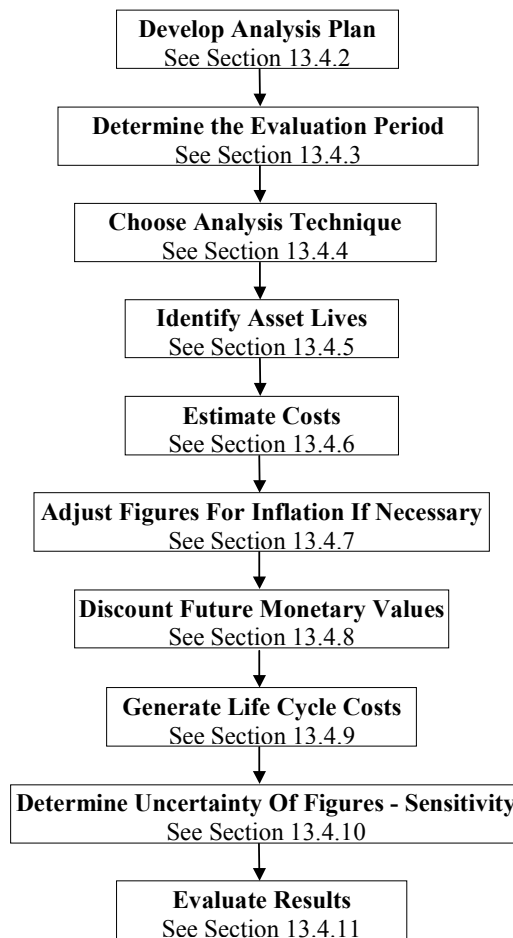 Develop Analysis Plan
See Section 13.4.2
Determine the Evaluation Period
See Section 13.4.3
Choose Analysis Technique
See Section 13.4.4
Identify Asset Lives
See Section 13.4.5
Estimate Costs
See Section 13.4.6
Adjust Figures For Inflation If Necessary
See Section 13.4.7
Discount Future Monetary Values
See Section 13.4.8
Generate Life Cycle Costs
See Section 13.4.9
Determine Uncertainty Of Figures - Sensitivity
See Section 13.4.10
Evaluate Results
See Section 13.4.11